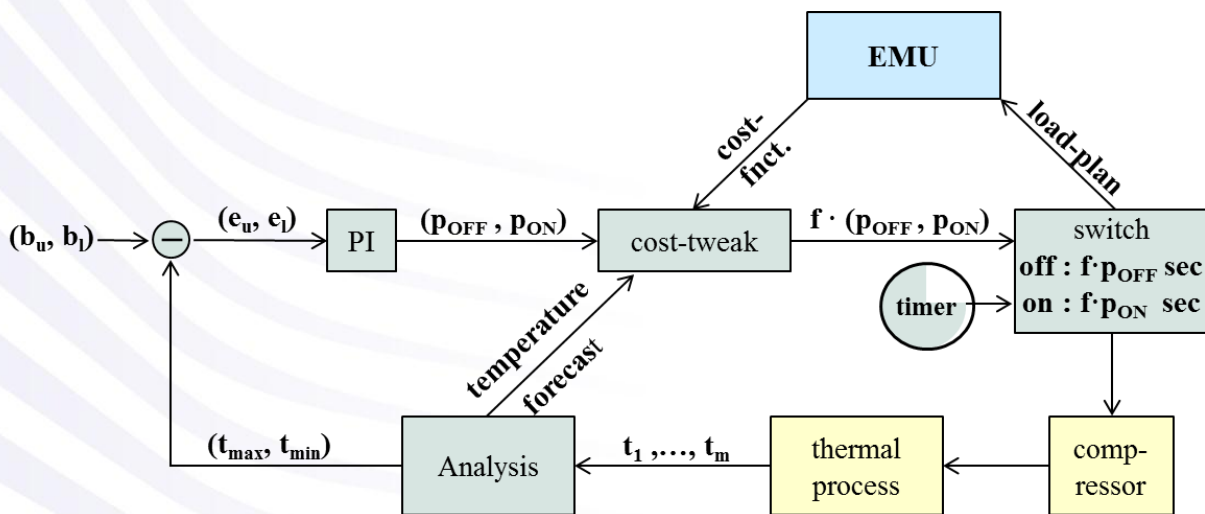 EMU
cost-
fnct.
load-plan
(b_u, b_l)
−
(e_u, e_l)
PI
(p_OFF , p_ON)
cost-tweak
f · (p_OFF , p_ON)
switch
off : f·p_OFF sec
on : f·p_ON sec
timer
temperature
forecast
(t_max, t_min)
Analysis
t_1 ,…, t_m
thermal
process
comp-
ressor